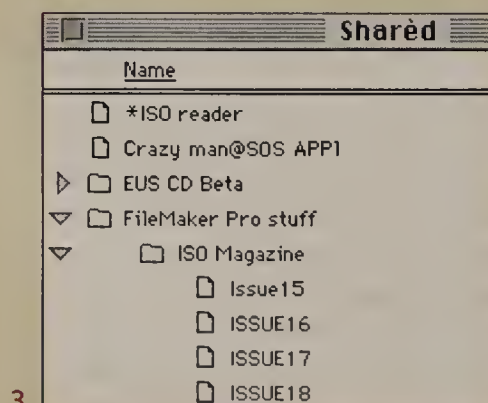 Sharèd
Name
*ISO reader
Crazy man@SOS APP1
EUS CD Beta
FileMaker Pro stuff
ISO Magazine
Issue15
ISSUE16
ISSUE17
ISSUE18
3